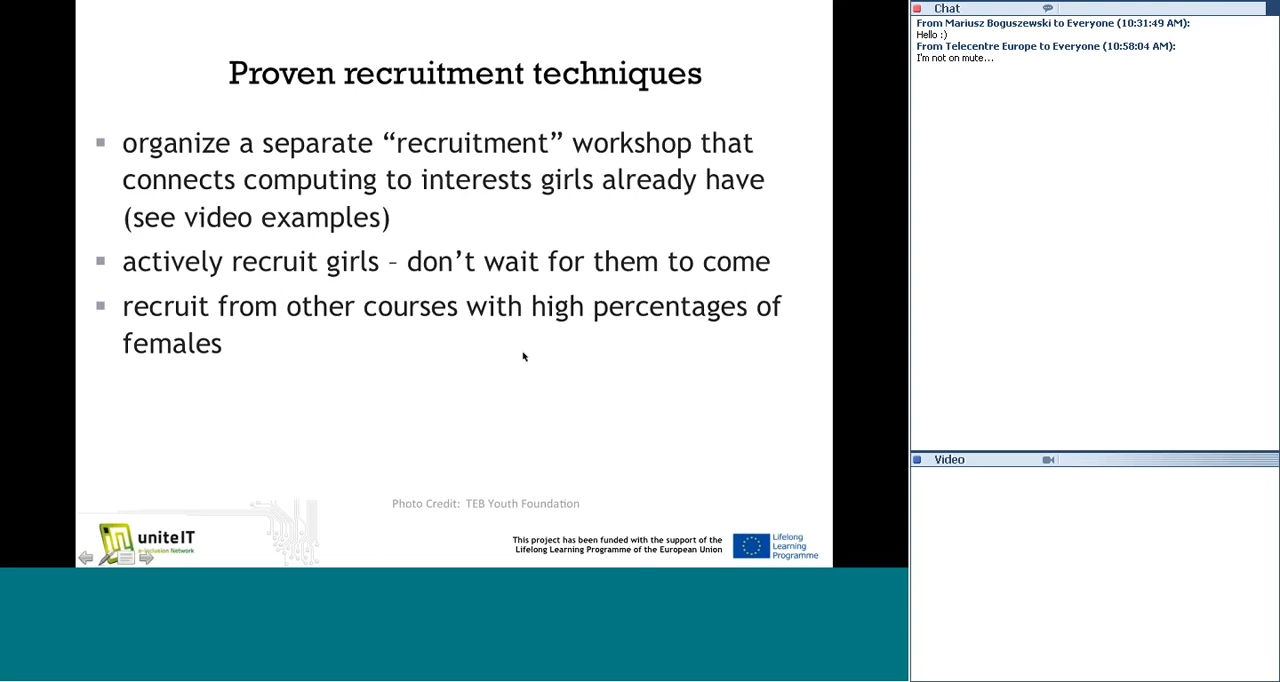 Proven recruitment techniques
organize a separate “recruitment” workshop that
connects computing to interests girls already have
(see video examples)
actively recruit girls – don’t wait for them to come
recruit from other courses with high percentages of
females
Photo Credit: TEB Youth Foundation
uniteIT
e-Inclusion Network
This project has been funded with the support of the
Lifelong Learning Programme of the European Union
Lifelong
Learning
Programme
Chat
From Mariusz Boguszewski to Everyone (10:31:49 AM):
Hello :)
From Telecentre Europe to Everyone (10:58:04 AM):
I'm not on mute...
Video